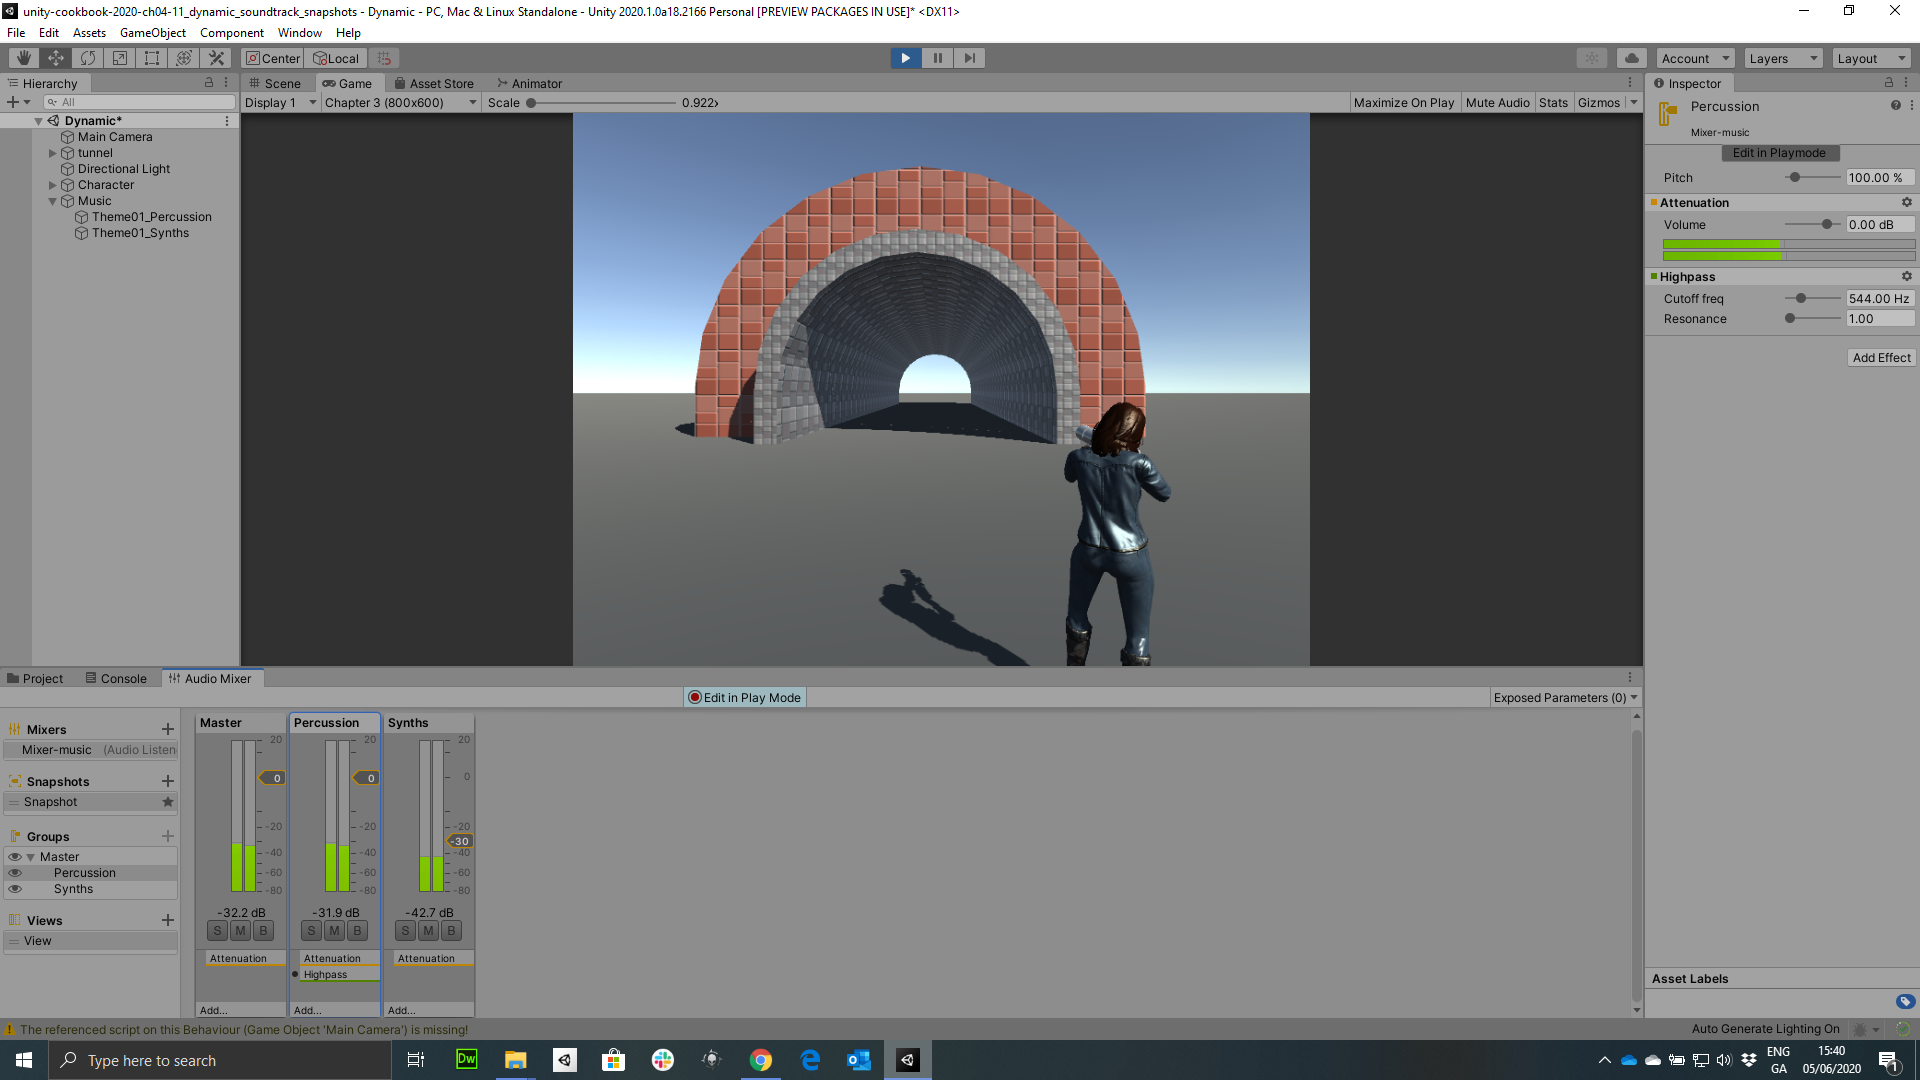 unity-cookbook-2020-ch04-11_dynamic_soundtrack_snapshots - Dynamic - PC, Mac & Linux Standalone - Unity 2020.1.0a18.2166 Personal [PREVIEW PACKAGES IN USE]* <DX11>
File Edit Assets GameObject Component Window Help
Center Local Account Layers Layout
Hierarchy
All
Dynamic*
Main Camera
tunnel
Directional Light
Character
Music
Theme01_Percussion
Theme01_Synths
Scene Game Asset Store Animator
Display 1 Chapter 3 (800x600) Scale 0.922x Maximize On Play Mute Audio Stats Gizmos
Inspector
Percussion
Mixer-music
Edit in Playmode
Pitch 100.00 %
Attenuation
Volume 0.00 dB
Highpass
Cutoff freq 544.00 Hz
Resonance 1.00
Add Effect
Asset Labels
Project Console Audio Mixer
Edit in Play Mode Exposed Parameters (0)
Mixers
Mixer-music (Audio Listen
Snapshots
Snapshot
Groups
Master
Percussion
Synths
Views
View
Master Percussion Synths
20 20 20
0 0 0
-20 -20 -20
-30
-40 -40 -40
-60 -60 -60
-80 -80 -80
-32.2 dB -31.9 dB -42.7 dB
S M B S M B S M B
Attenuation Attenuation Attenuation
Highpass
Add... Add... Add...
The referenced script on this Behaviour (Game Object 'Main Camera') is missing!
Auto Generate Lighting On
Type here to search
Dw
ENG
GA
15:40
05/06/2020
1